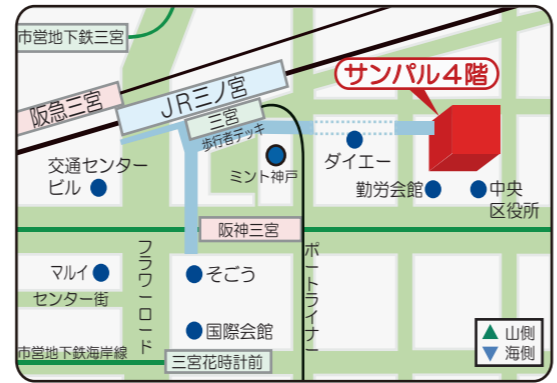 市営地下鉄三宮
サンパル4階
阪急三宮
JR三ノ宮
三宮
歩行者デッキ
ミント神戸
ダイエー
交通センター
ビル
勤労会館
中央
区役所
阪神三宮
フラワーロード
ポートライナー
マルイ
センター街
そごう
国際会館
市営地下鉄海岸線
三宮花時計前
▲山側
▼海側